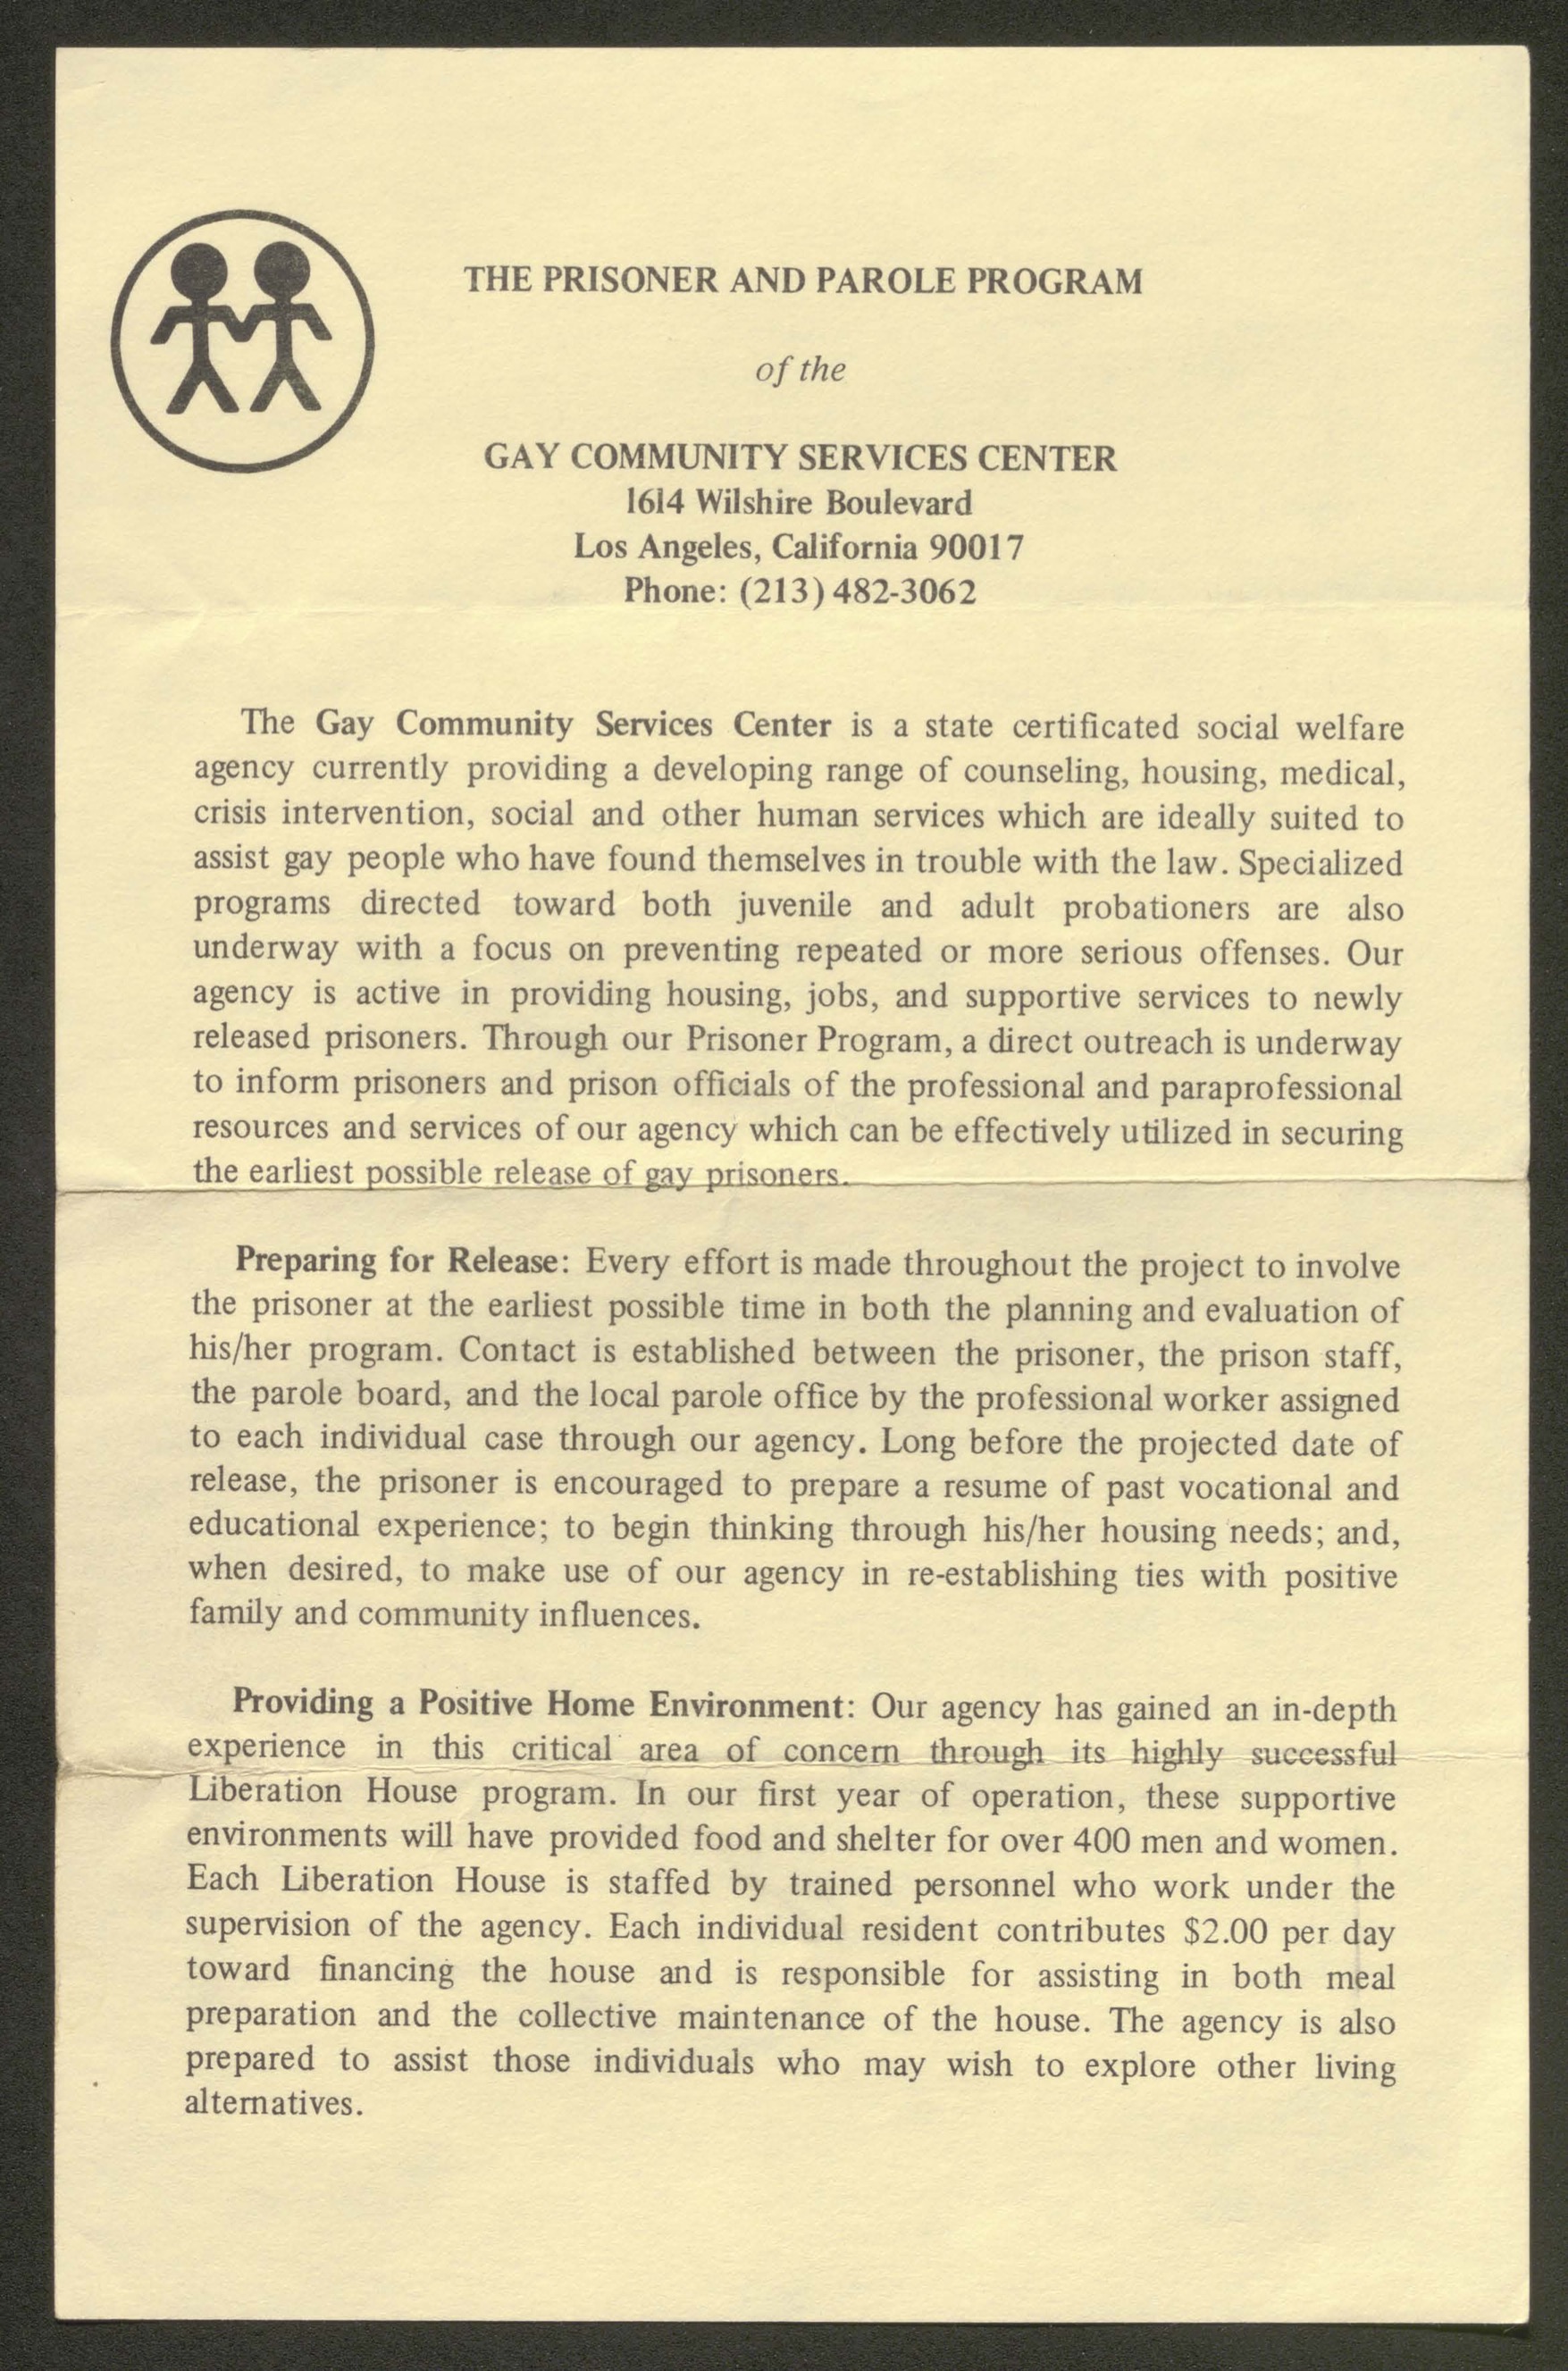 THE PRISONER AND PAROLE PROGRAM
of the
GAY COMMUNITY SERVICES CENTER
1614 Wilshire Boulevard
Los Angeles, California 90017
Phone: (213) 482-3062
The Gay Community Services Center is a state certificated social welfare
agency currently providing a developing range of counseling, housing, medical,
crisis intervention, social and other human services which are ideally suited to
assist gay people who have found themselves in trouble with the law. Specialized
programs directed toward both juvenile and adult probationers are also
underway with a focus on preventing repeated or more serious offenses. Our
agency is active in providing housing, jobs, and supportive services to newly
released prisoners. Through our Prisoner Program, a direct outreach is underway
to inform prisoners and prison officials of the professional and paraprofessional
resources and services of our agency which can be effectively utilized in securing
the earliest possible release of gay prisoners.
Preparing for Release: Every effort is made throughout the project to involve
the prisoner at the earliest possible time in both the planning and evaluation of
his/her program. Contact is established between the prisoner, the prison staff,
the parole board, and the local parole office by the professional worker assigned
to each individual case through our agency. Long before the projected date of
release, the prisoner is encouraged to prepare a resume of past vocational and
educational experience; to begin thinking through his/her housing needs; and,
when desired, to make use of our agency in re-establishing ties with positive
family and community influences.
Providing a Positive Home Environment: Our agency has gained an in-depth
experience in this critical area of concern through its highly successful
Liberation House program. In our first year of operation, these supportive
environments will have provided food and shelter for over 400 men and women.
Each Liberation House is staffed by trained personnel who work under the
supervision of the agency. Each individual resident contributes $2.00 per day
toward financing the house and is responsible for assisting in both meal
preparation and the collective maintenance of the house. The agency is also
prepared to assist those individuals who may wish to explore other living
alternatives.